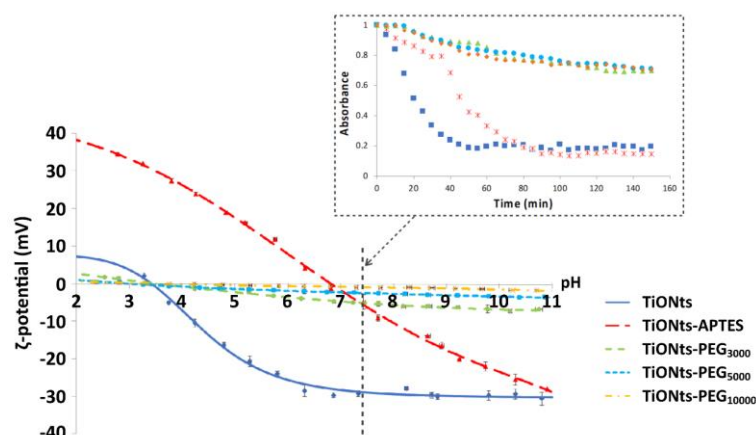 1
0.8
0.6
0.4
0.2
0
Absorbance
0 20 40 60 80 100 120 140 160
Time (min)
40
30
20
10
0
-10
-20
-30
-40
ζ-potential (mV)
2 3 4 5 6 7 8 9 10 11
pH
TiONts
TiONts-APTES
TiONts-PEG3000
TiONts-PEG5000
TiONts-PEG10000